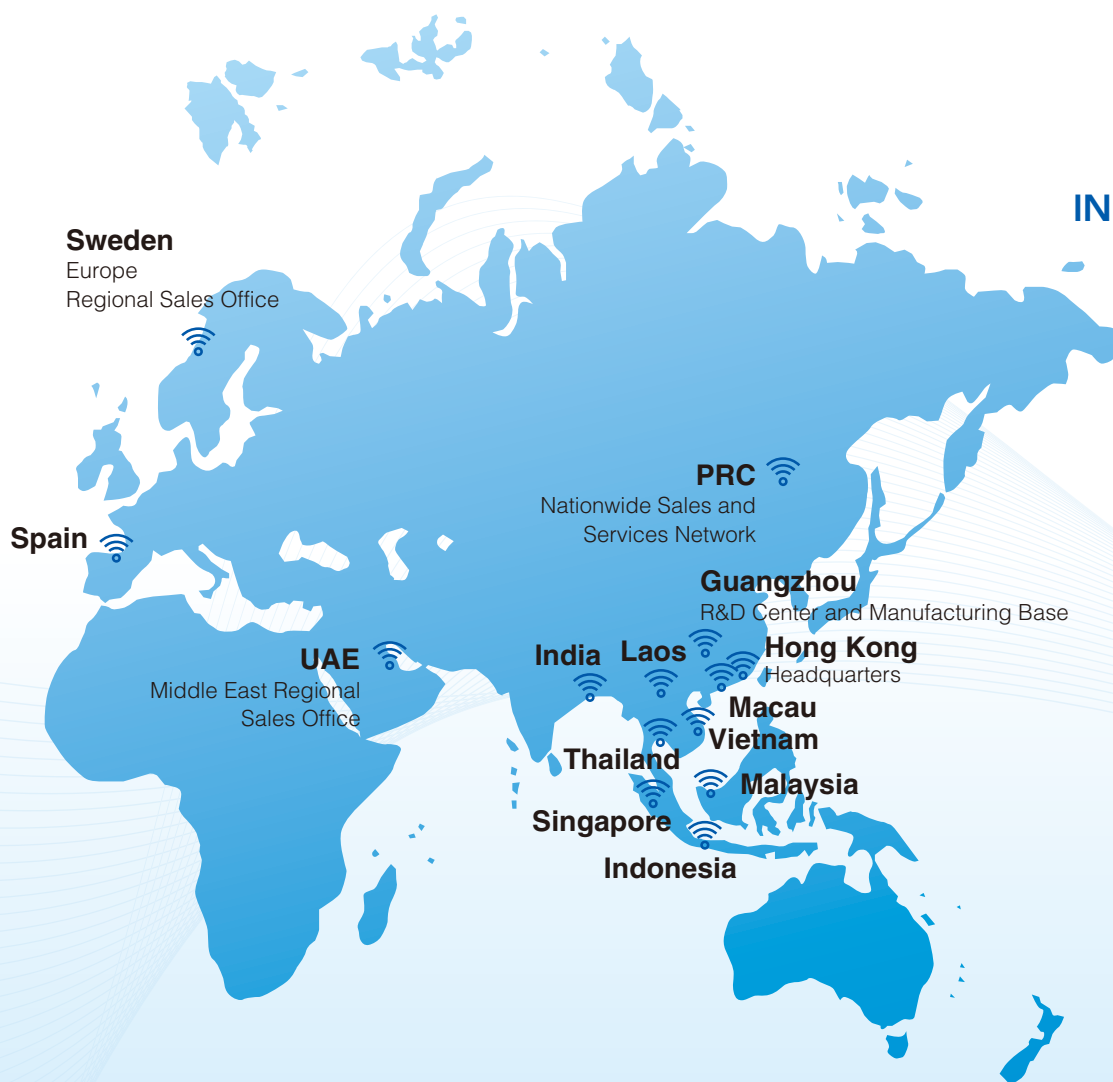 IN
Sweden
Europe
Regional Sales Office
PRC
Nationwide Sales and
Services Network
Spain
Guangzhou
R&D Center and Manufacturing Base
UAE
Middle East Regional
Sales Office
India
Laos
Hong Kong
Headquarters
Macau
Vietnam
Thailand
Malaysia
Singapore
Indonesia